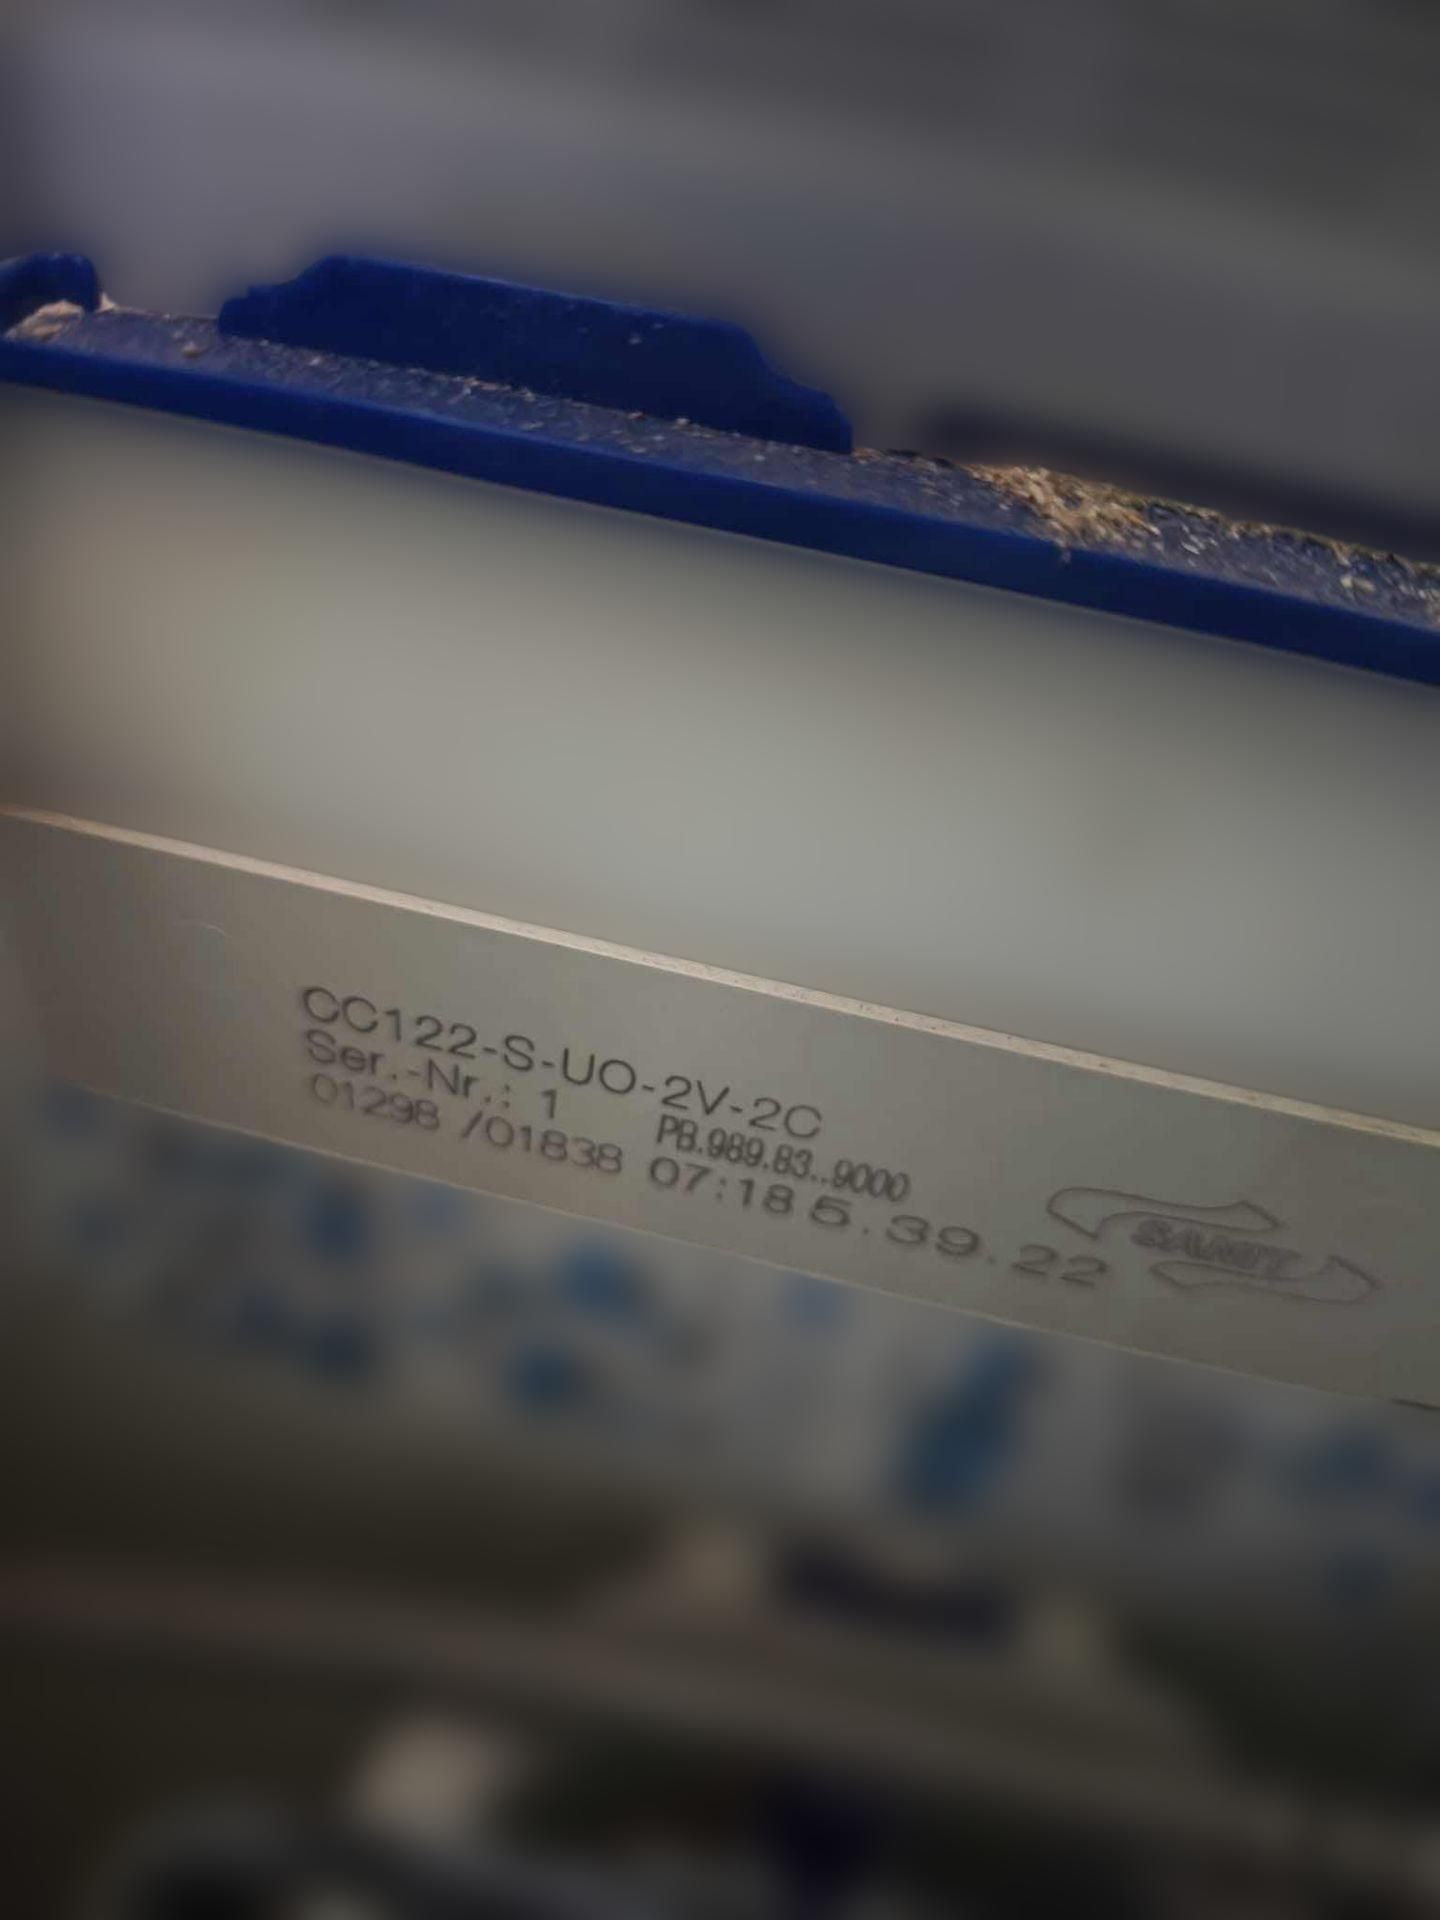 CC122-S-UO-2V-2C
Ser.-Nr.: 1 PB.989.83..9000
01298 /01838 07:18 5.39.22